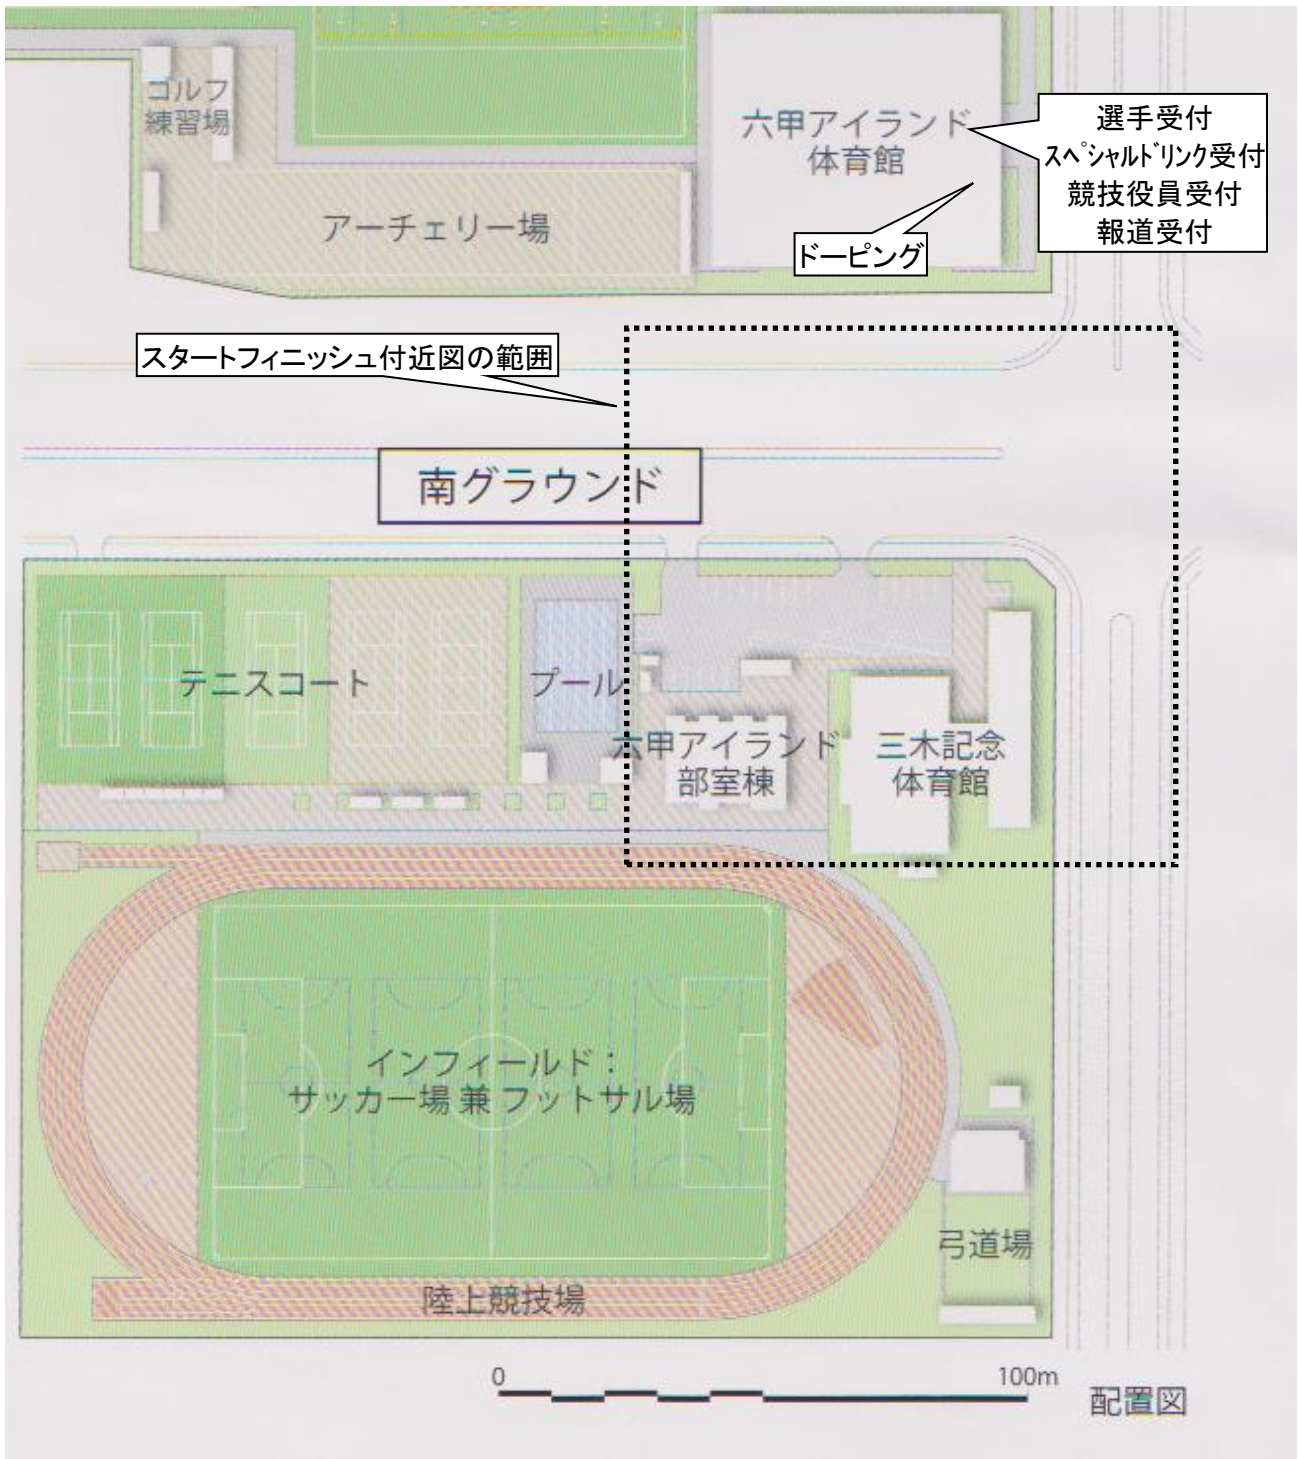 ゴルフ
練習場
六甲アイランド
体育館
選手受付
スペシャルドリンク受付
競技役員受付
報道受付
アーチェリー場
ドーピング
スタートフィニッシュ付近図の範囲
南グラウンド
テニスコート
プール
六甲アイランド
部室棟
三木記念
体育館
インフィールド：
サッカー場 兼 フットサル場
弓道場
陸上競技場
0
100m
配置図